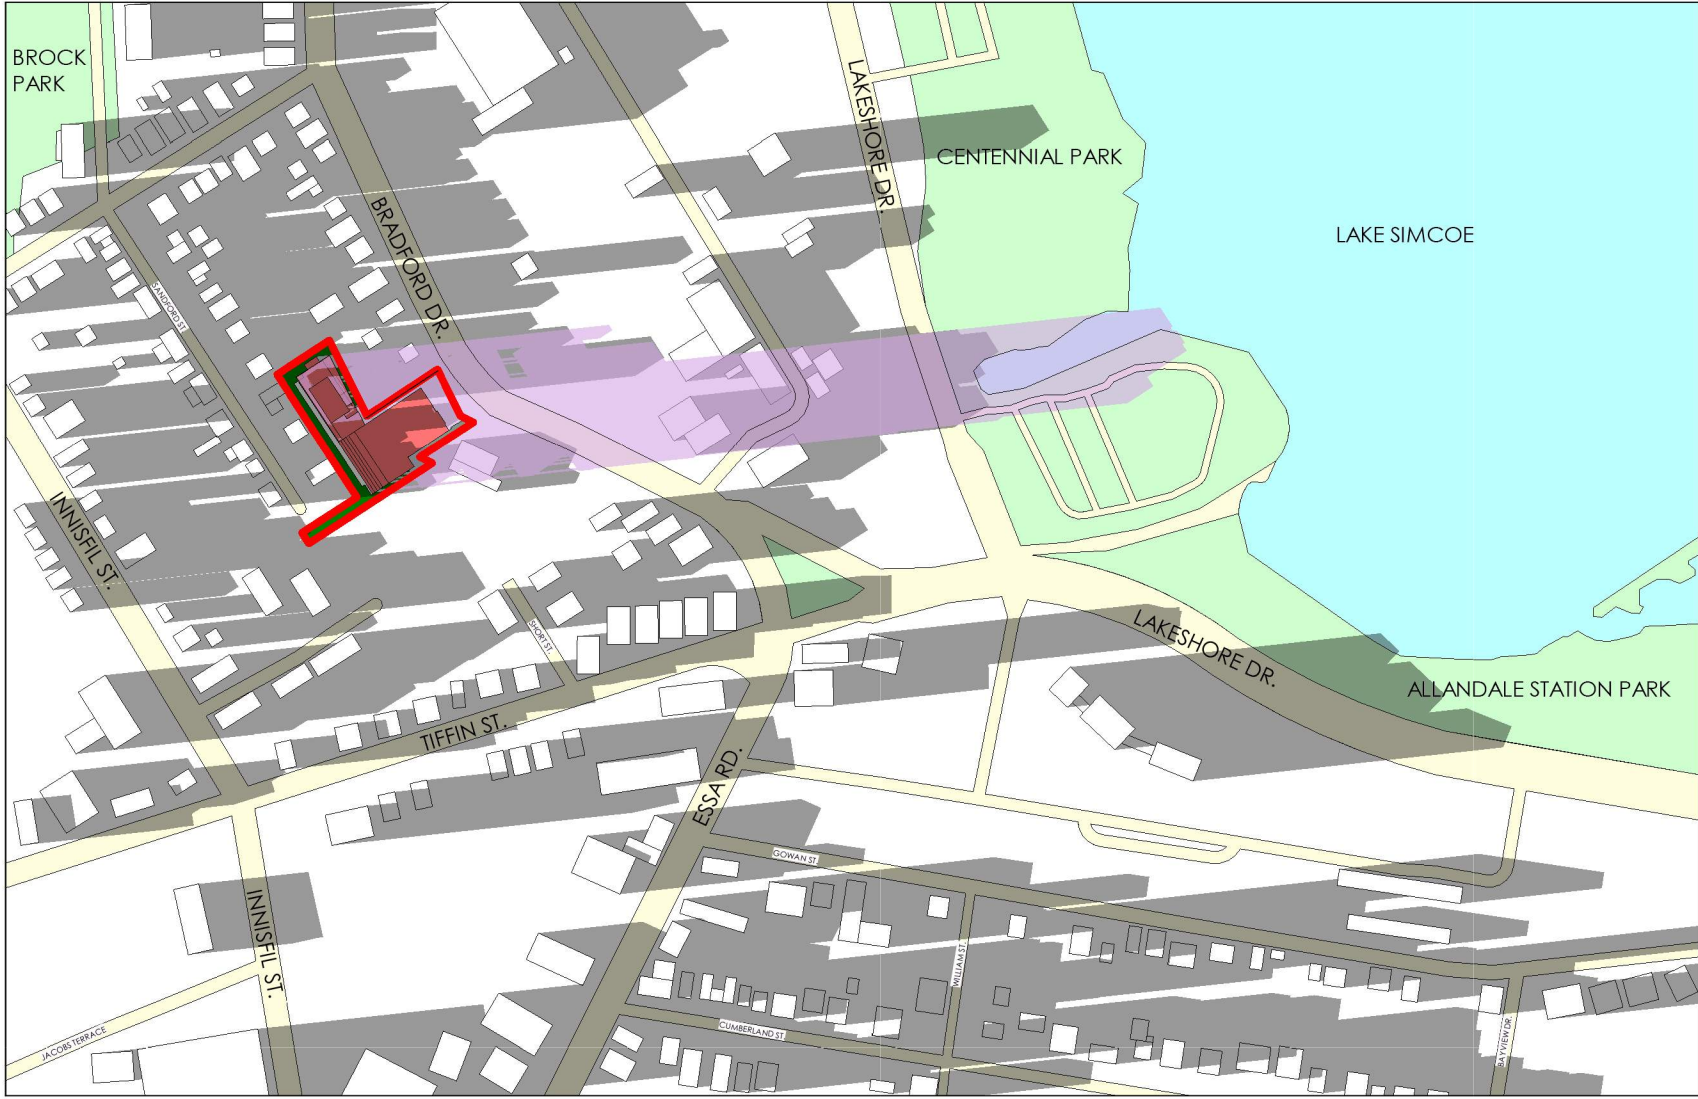 BROCK
PARK
LAKESHORE DR.
CENTENNIAL PARK
LAKE SIMCOE
BRADFORD DR.
SANDFORD ST.
INNISFIL ST.
SHORT ST.
LAKESHORE DR.
ALLANDALE STATION PARK
TIFFIN ST.
ESSA RD.
GOWAN ST.
INNISFIL ST.
WILLIAM ST.
CUMBERLAND ST.
BAYVIEW DR.
JACOBS TERRACE